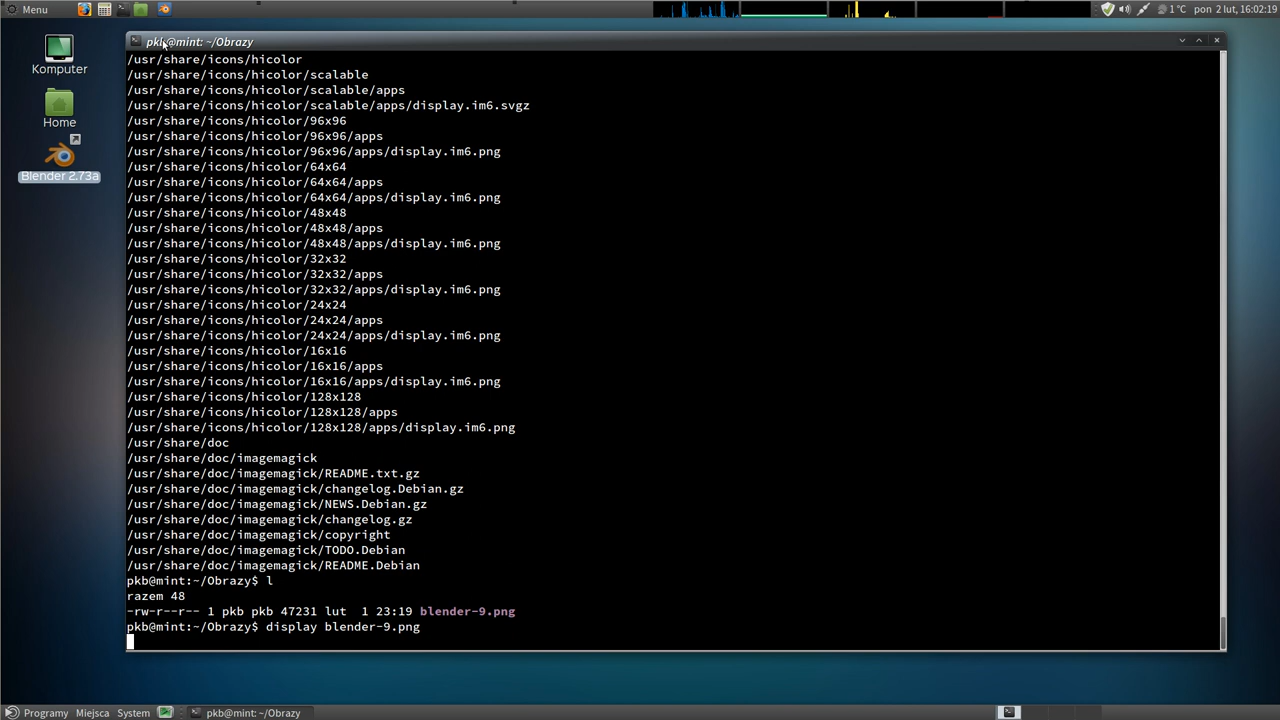 Menu
1 °C pon 2 lut, 16:02:19
pkb@mint: ~/Obrazy
Komputer
Home
Blender 2.73a
/usr/share/icons/hicolor
/usr/share/icons/hicolor/scalable
/usr/share/icons/hicolor/scalable/apps
/usr/share/icons/hicolor/scalable/apps/display.im6.svgz
/usr/share/icons/hicolor/96x96
/usr/share/icons/hicolor/96x96/apps
/usr/share/icons/hicolor/96x96/apps/display.im6.png
/usr/share/icons/hicolor/64x64
/usr/share/icons/hicolor/64x64/apps
/usr/share/icons/hicolor/64x64/apps/display.im6.png
/usr/share/icons/hicolor/48x48
/usr/share/icons/hicolor/48x48/apps
/usr/share/icons/hicolor/48x48/apps/display.im6.png
/usr/share/icons/hicolor/32x32
/usr/share/icons/hicolor/32x32/apps
/usr/share/icons/hicolor/32x32/apps/display.im6.png
/usr/share/icons/hicolor/24x24
/usr/share/icons/hicolor/24x24/apps
/usr/share/icons/hicolor/24x24/apps/display.im6.png
/usr/share/icons/hicolor/16x16
/usr/share/icons/hicolor/16x16/apps
/usr/share/icons/hicolor/16x16/apps/display.im6.png
/usr/share/icons/hicolor/128x128
/usr/share/icons/hicolor/128x128/apps
/usr/share/icons/hicolor/128x128/apps/display.im6.png
/usr/share/doc
/usr/share/doc/imagemagick
/usr/share/doc/imagemagick/README.txt.gz
/usr/share/doc/imagemagick/changelog.Debian.gz
/usr/share/doc/imagemagick/NEWS.Debian.gz
/usr/share/doc/imagemagick/changelog.gz
/usr/share/doc/imagemagick/copyright
/usr/share/doc/imagemagick/TODO.Debian
/usr/share/doc/imagemagick/README.Debian
pkb@mint:~/Obrazy$ l
razem 48
-rw-r--r-- 1 pkb pkb 47231 lut  1 23:19 blender-9.png
pkb@mint:~/Obrazy$ display blender-9.png
Programy Miejsca System pkb@mint: ~/Obrazy